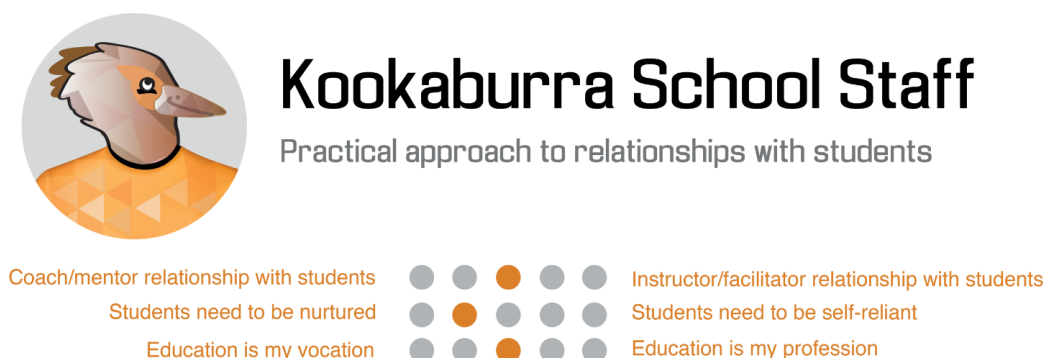 Kookaburra School Staff
Practical approach to relationships with students
Coach/mentor relationship with students Instructor/facilitator relationship with students
Students need to be nurtured Students need to be self-reliant
Education is my vocation Education is my profession